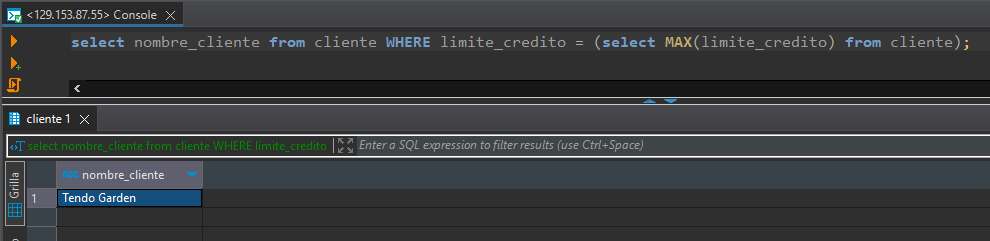 <129.153.87.55> Console
select nombre_cliente from cliente WHERE limite_credito = (select MAX(limite_credito) from cliente);
cliente 1
select nombre_cliente from cliente WHERE limite_credito
Enter a SQL expression to filter results (use Ctrl+Space)
Grilla
nombre_cliente
1
Tendo Garden